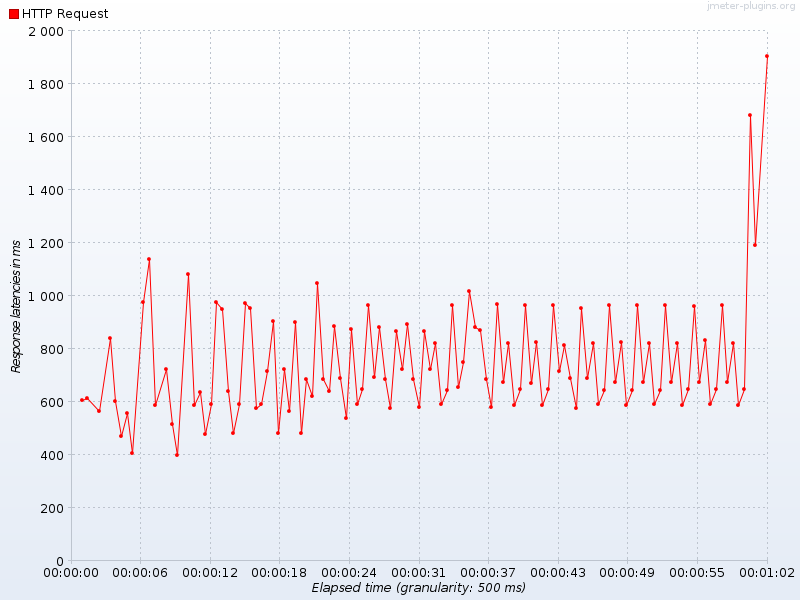 jmeter-plugins.org
HTTP Request
2 000
1 800
1 600
1 400
1 200
1 000
800
600
400
200
0
Response latencies in ms
00:00:00 00:00:06 00:00:12 00:00:18 00:00:24 00:00:31 00:00:37 00:00:43 00:00:49 00:00:55 00:01:02
Elapsed time (granularity: 500 ms)